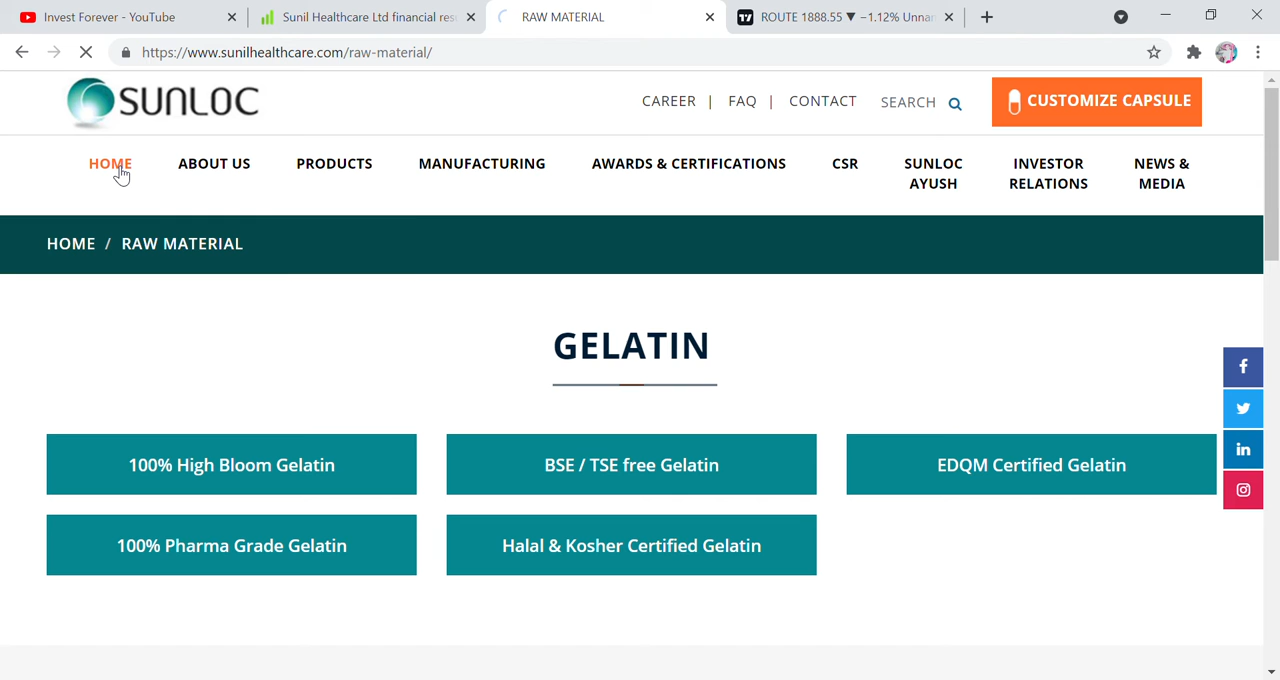 Invest Forever - YouTube
Sunil Healthcare Ltd financial res
RAW MATERIAL
ROUTE 1888.55 ▼ −1.12% Unna
https://www.sunilhealthcare.com/raw-material/
SUNLOC
CAREER | FAQ | CONTACT SEARCH
CUSTOMIZE CAPSULE
HOME ABOUT US PRODUCTS MANUFACTURING AWARDS & CERTIFICATIONS CSR SUNLOC AYUSH INVESTOR RELATIONS NEWS & MEDIA
HOME / RAW MATERIAL
GELATIN
100% High Bloom Gelatin
BSE / TSE free Gelatin
EDQM Certified Gelatin
100% Pharma Grade Gelatin
Halal & Kosher Certified Gelatin